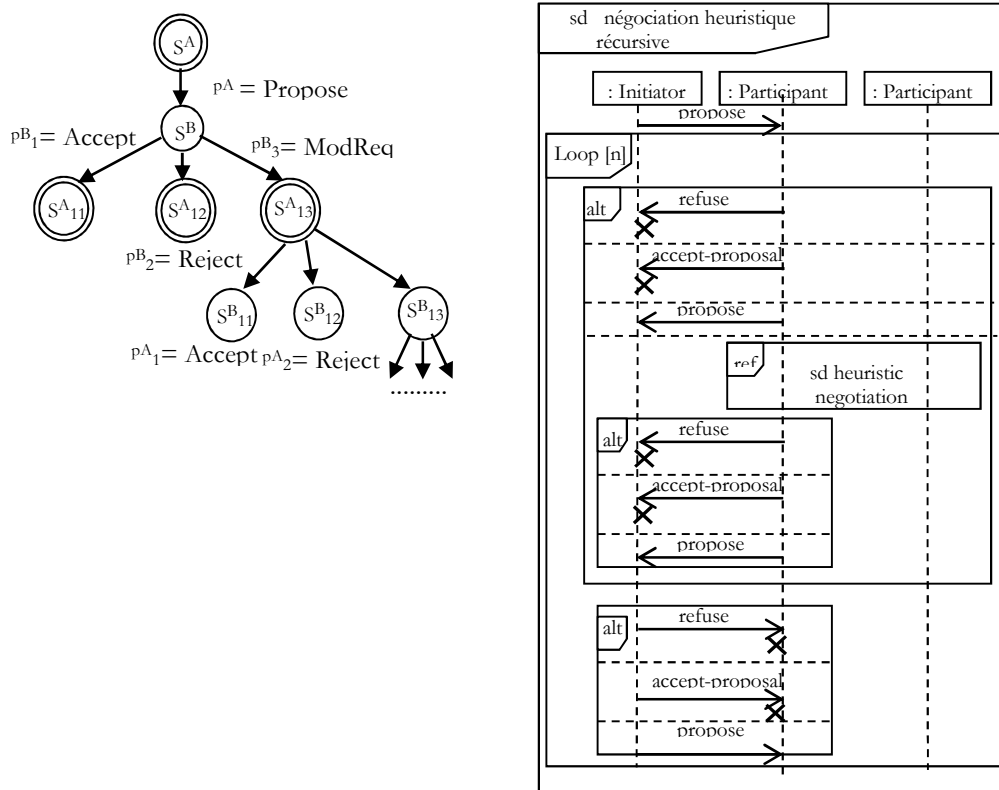 S^A
p^A = Propose
S^B
p^B_1= Accept
p^B_3= ModReq
S^A_11
S^A_12
S^A_13
p^B_2= Reject
S^B_11
S^B_12
S^B_13
p^A_1= Accept
p^A_2= Reject
.........
sd négociation heuristique
récursive
: Initiator
: Participant
: Participant
propose
Loop [n]
alt
refuse
accept-proposal
propose
ref
sd heuristic
negotiation
alt
refuse
accept-proposal
propose
alt
refuse
accept-proposal
propose